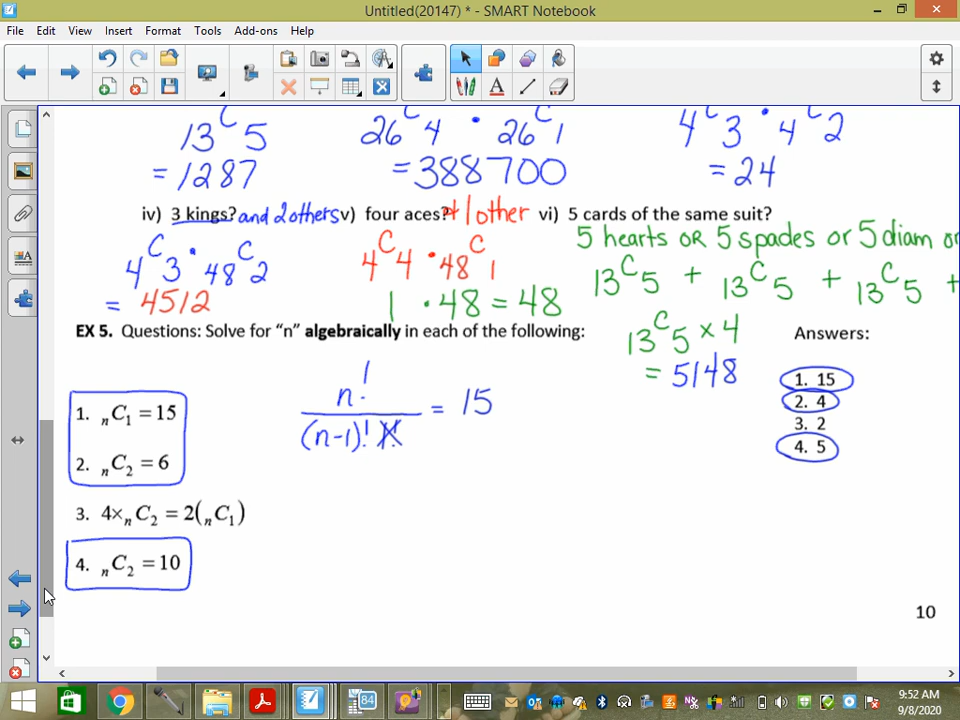 Untitled(20147) * - SMART Notebook
File Edit View Insert Format Tools Add-ons Help
13C5 26C4 · 26C1 4C3 · 4C2
= 1287 = 388700 = 24
iv) 3 kings? and 2 others v) four aces? + 1 other vi) 5 cards of the same suit?
5 hearts OR 5 spades or 5 diam or
4C3 · 48C2 4C4 · 48C1 13C5 + 13C5 + 13C5 +
= 4512 1 · 48 = 48
EX 5. Questions: Solve for “n” algebraically in each of the following:
13C5 × 4
= 5148
Answers:
1. nC1 = 15
n! / (n-1)! 1! = 15
2. nC2 = 6
3. 4×nC2 = 2(nC1)
4. nC2 = 10
1. 15
2. 4
3. 2
4. 5
10
84
9:52 AM
9/8/2020